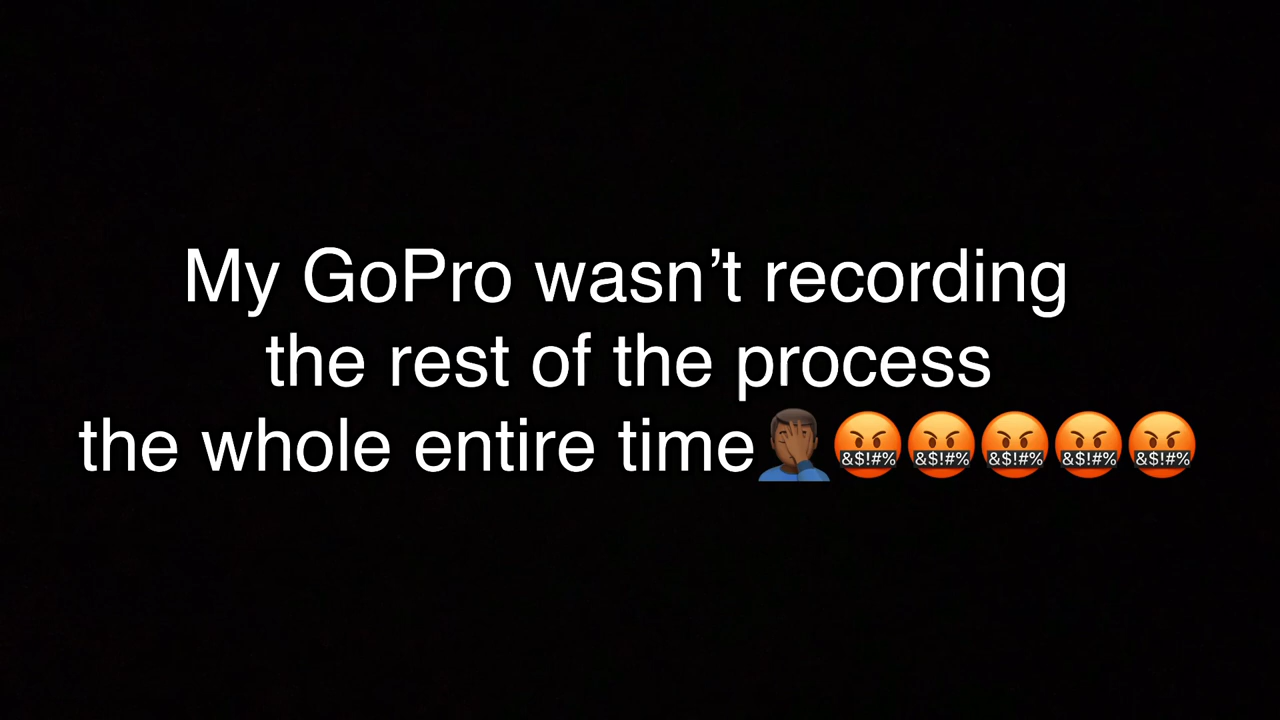 My GoPro wasn’t recording
the rest of the process
the whole entire time🤦🏾‍♂️🤬🤬🤬🤬🤬